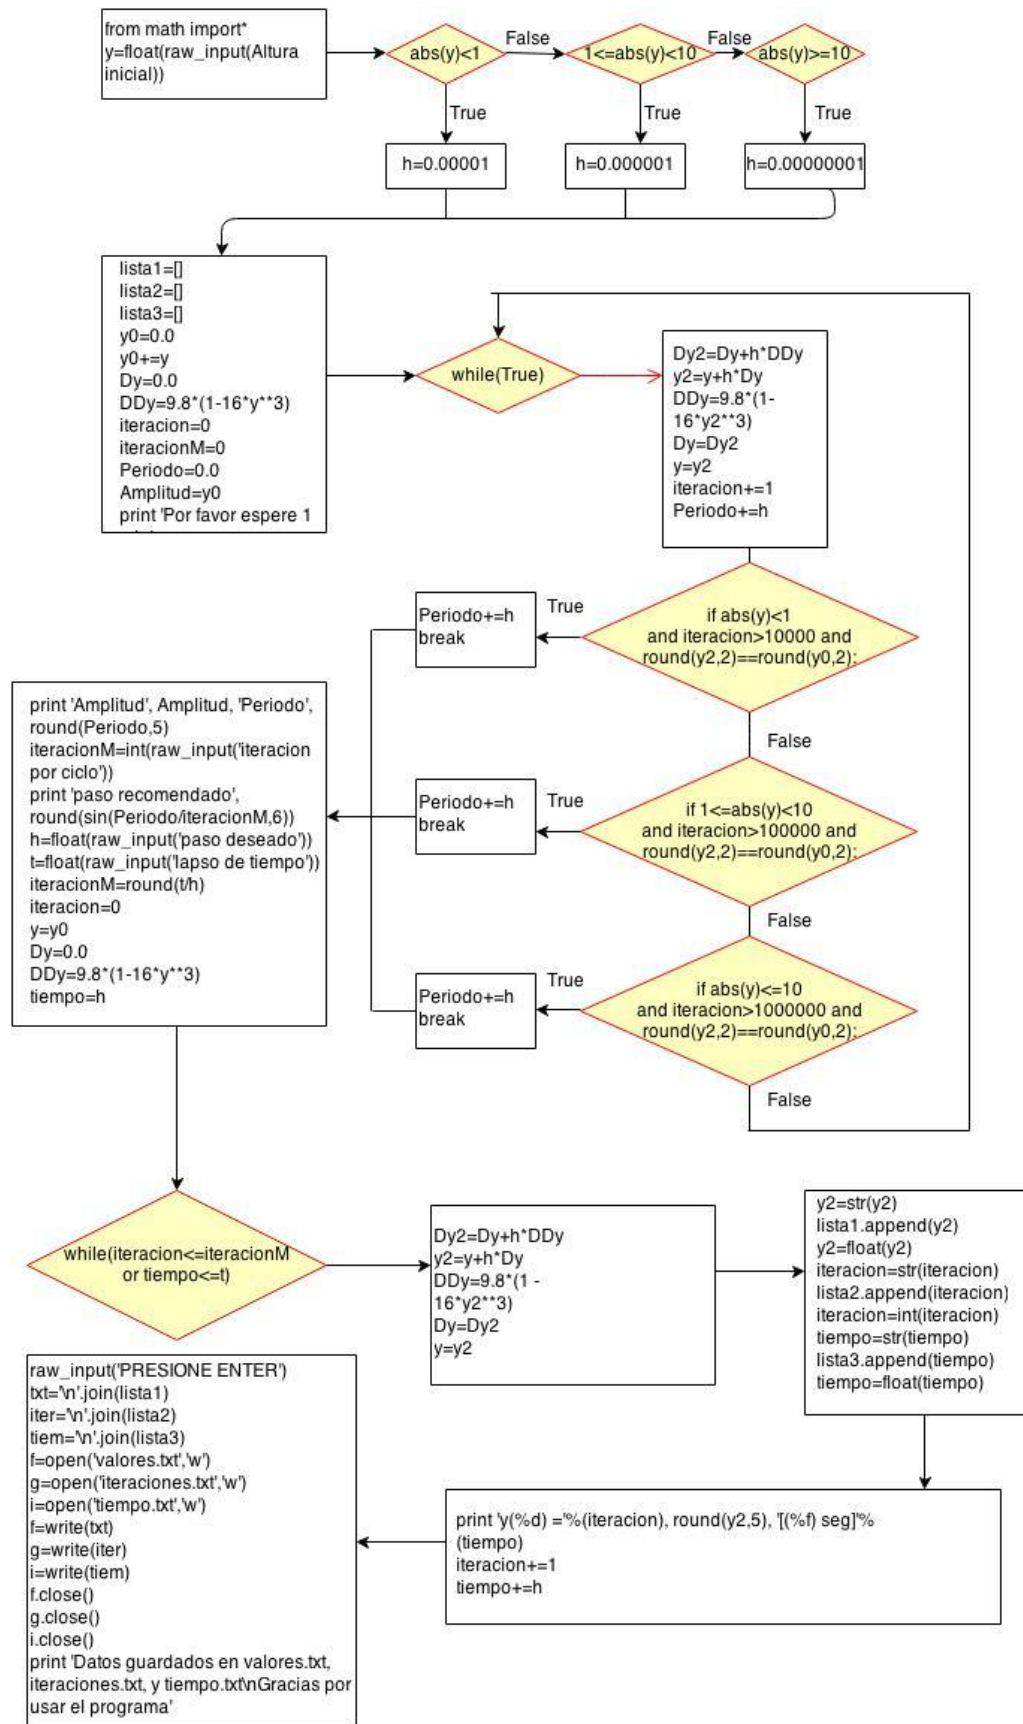 from math import*
y=float(raw_input(Altura
inicial))
abs(y)<1
False
1<=abs(y)<10
False
abs(y)>=10
True
True
True
h=0.00001
h=0.000001
h=0.00000001
lista1=[]
lista2=[]
lista3=[]
y0=0.0
y0+=y
Dy=0.0
DDy=9.8*(1-16*y**3)
iteracion=0
iteracionM=0
Periodo=0.0
Amplitud=y0
print 'Por favor espere 1
while(True)
Dy2=Dy+h*DDy
y2=y+h*Dy
DDy=9.8*(1-
16*y2**3)
Dy=Dy2
y=y2
iteracion+=1
Periodo+=h
if abs(y)<1
and iteracion>10000 and
round(y2,2)==round(y0,2):
True
Periodo+=h
break
False
if 1<=abs(y)<10
and iteracion>100000 and
round(y2,2)==round(y0,2):
True
Periodo+=h
break
False
if abs(y)<=10
and iteracion>1000000 and
round(y2,2)==round(y0,2):
True
Periodo+=h
break
False
print 'Amplitud', Amplitud, 'Periodo',
round(Periodo,5)
iteracionM=int(raw_input('iteracion
por ciclo'))
print 'paso recomendado',
round(sin(Periodo/iteracionM,6))
h=float(raw_input('paso deseado'))
t=float(raw_input('lapso de tiempo'))
iteracionM=round(t/h)
iteracion=0
y=y0
Dy=0.0
DDy=9.8*(1-16*y**3)
tiempo=h
while(iteracion<=iteracionM
or tiempo<=t)
Dy2=Dy+h*DDy
y2=y+h*Dy
DDy=9.8*(1 -
16*y2**3)
Dy=Dy2
y=y2
y2=str(y2)
lista1.append(y2)
y2=float(y2)
iteracion=str(iteracion)
lista2.append(iteracion)
iteracion=int(iteracion)
tiempo=str(tiempo)
lista3.append(tiempo)
tiempo=float(tiempo)
print 'y(%d) ='%(iteracion), round(y2,5), '[(%f) seg]'%
(tiempo)
iteracion+=1
tiempo+=h
raw_input('PRESIONE ENTER')
txt='\n'.join(lista1)
iter='\n'.join(lista2)
tiem='\n'.join(lista3)
f=open('valores.txt','w')
g=open('iteraciones.txt','w')
i=open('tiempo.txt','w')
f=write(txt)
g=write(iter)
i=write(tiem)
f.close()
g.close()
i.close()
print 'Datos guardados en valores.txt,
iteraciones.txt, y tiempo.txt\nGracias por
usar el programa'